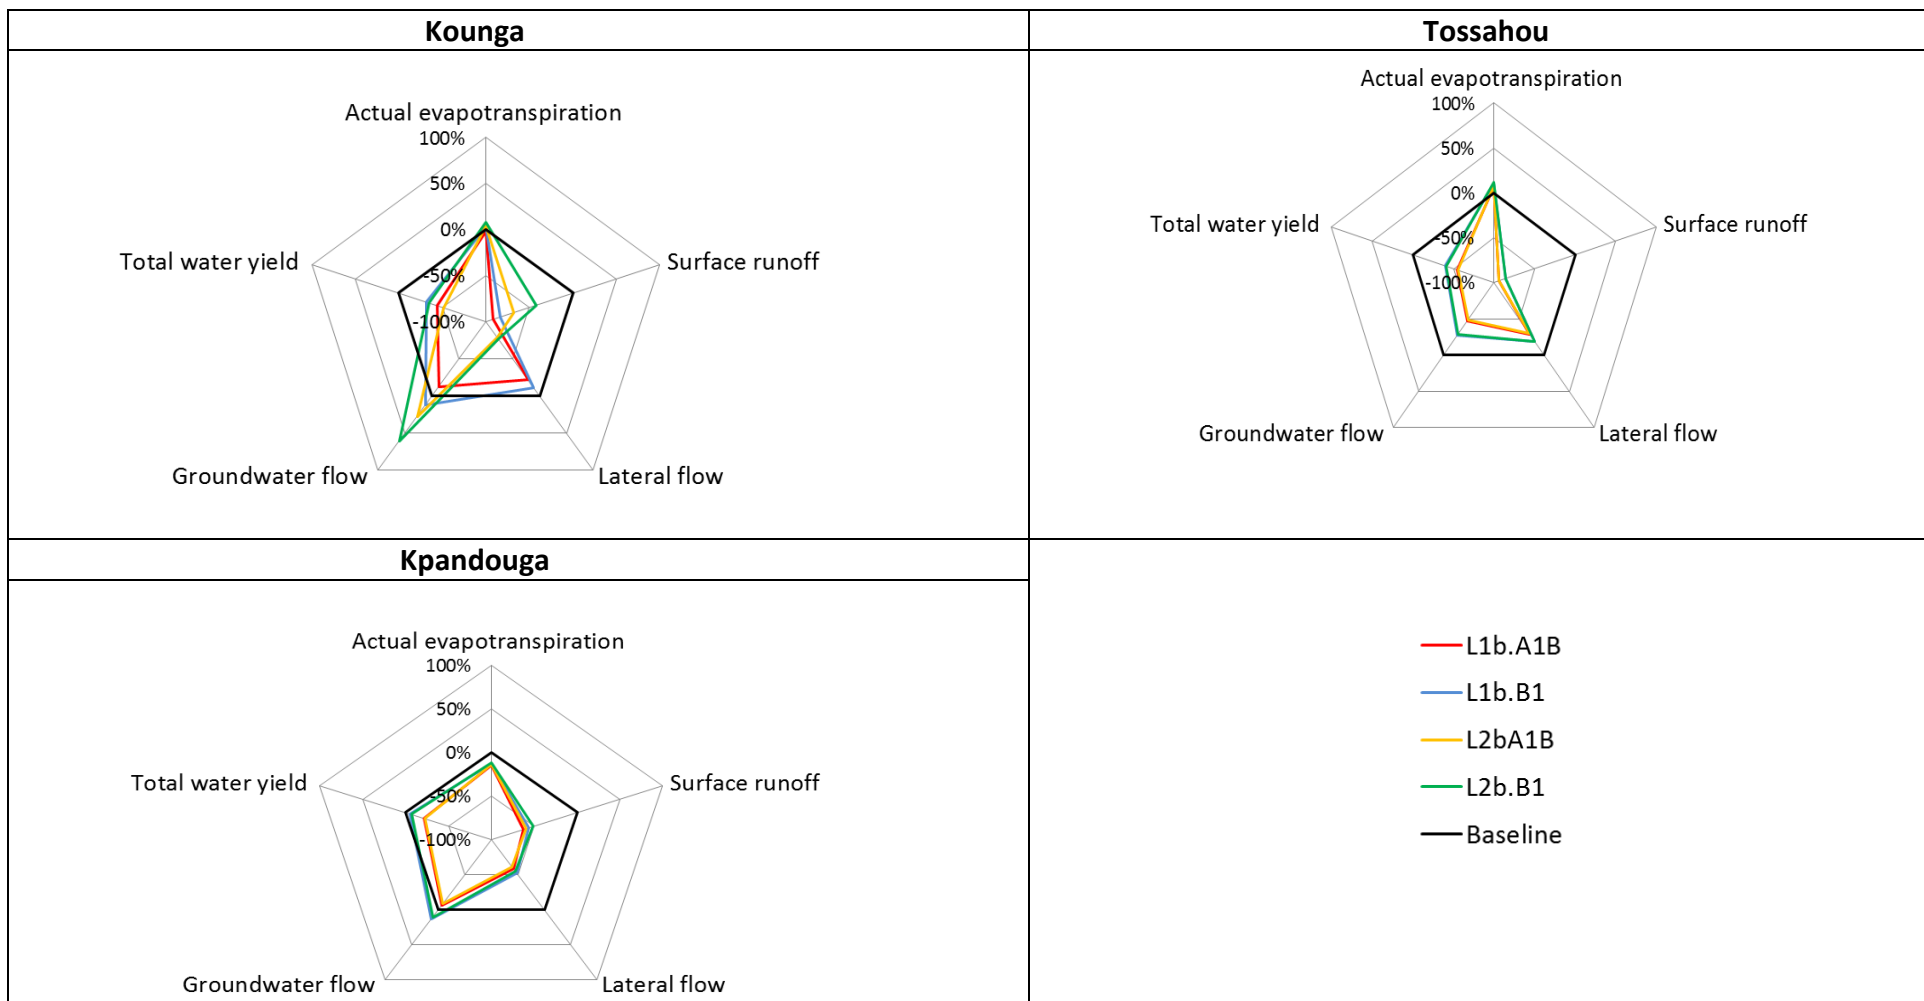 Kounga
Tossahou
Actual evapotranspiration
100%
50%
0%
-50%
-100%
Surface runoff
Lateral flow
Groundwater flow
Total water yield
Actual evapotranspiration
100%
50%
0%
-50%
-100%
Surface runoff
Lateral flow
Groundwater flow
Total water yield
Kpandouga
Actual evapotranspiration
100%
50%
0%
-50%
-100%
Surface runoff
Lateral flow
Groundwater flow
Total water yield
L1b.A1B
L1b.B1
L2bA1B
L2b.B1
Baseline